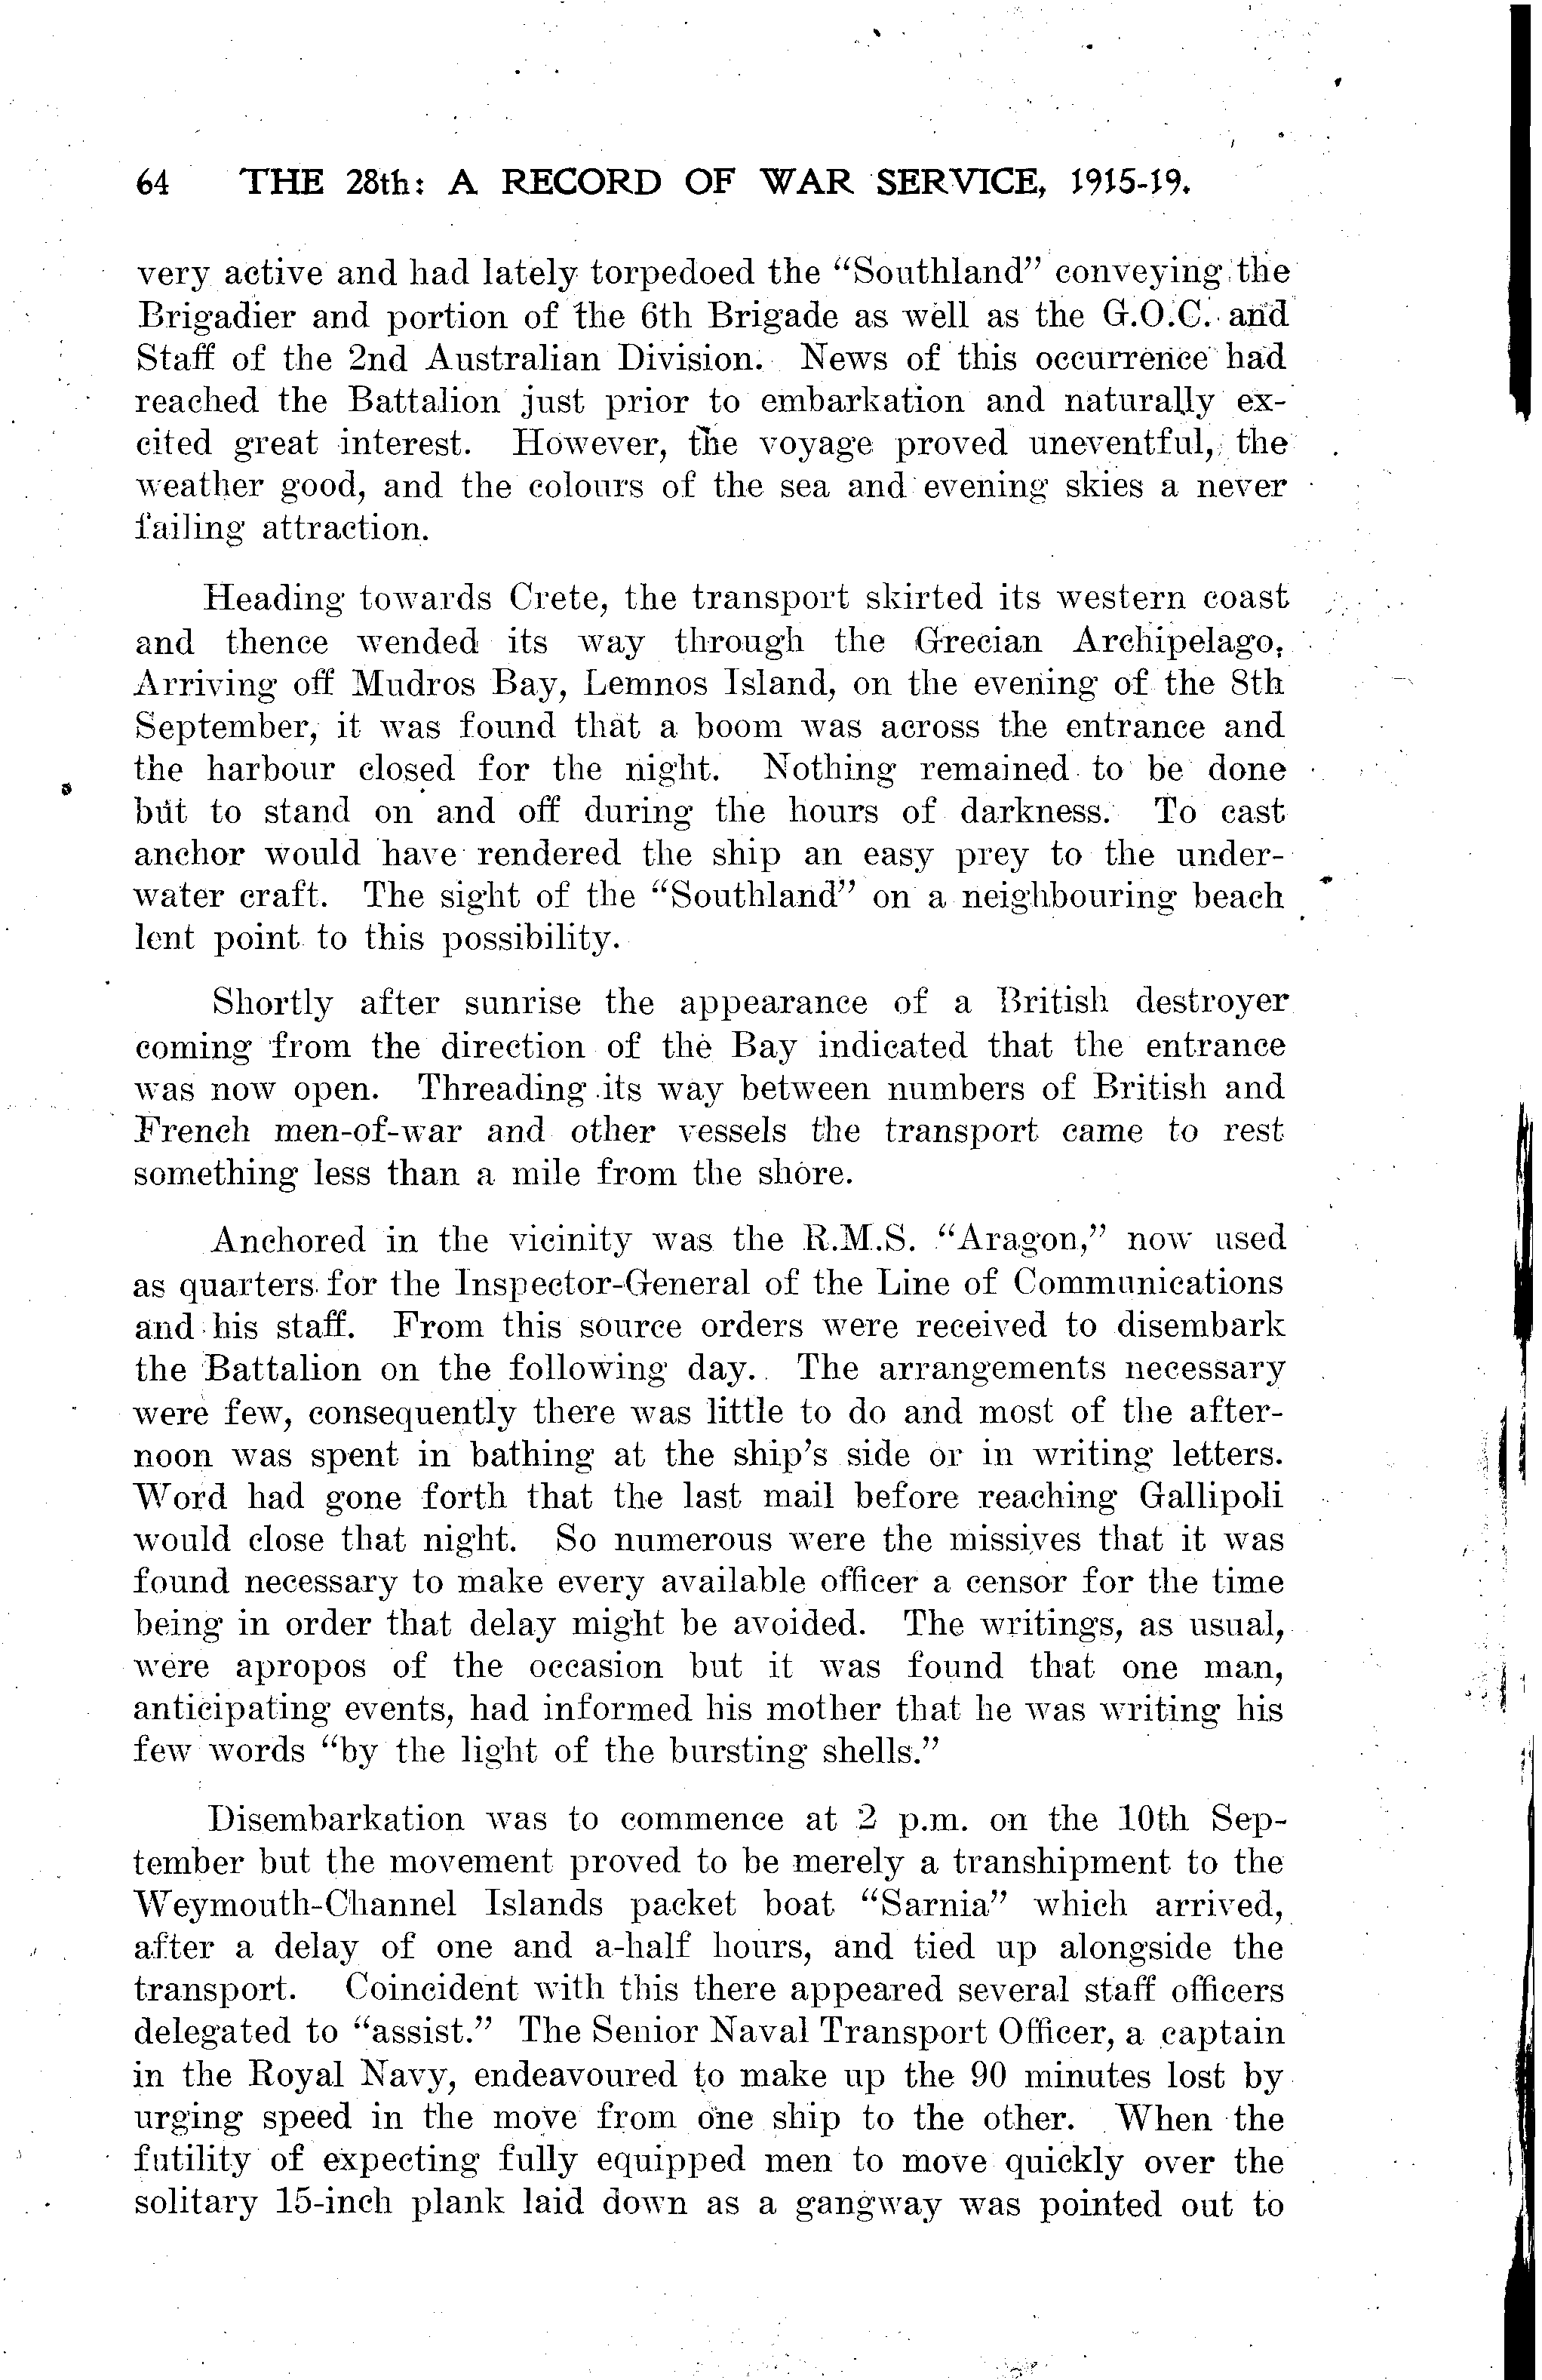 64 THE 28th: A RECORD OF WAR SERVICE, 1915-19.
very active and had lately torpedoed the “Southland” conveying the
Brigadier and portion of the 6th Brigade as well as the G.O.C. and
Staff of the 2nd Australian Division. News of this occurrence had
reached the Battalion just prior to embarkation and naturally ex-
cited great interest. However, the voyage proved uneventful, the
weather good, and the colours of the sea and evening skies a never
failing attraction.
Heading towards Crete, the transport skirted its western coast
and thence wended its way through the Grecian Archipelago,
Arriving off Mudros Bay, Lemnos Island, on the evening of the 8th
September, it was found that a boom was across the entrance and
the harbour closed for the night. Nothing remained to be done
but to stand on and off during the hours of darkness. To cast
anchor would have rendered the ship an easy prey to the under-
water craft. The sight of the “Southland” on a neighbouring beach
lent point to this possibility.
Shortly after sunrise the appearance of a British destroyer
coming from the direction of the Bay indicated that the entrance
was now open. Threading its way between numbers of British and
French men-of-war and other vessels the transport came to rest
something less than a mile from the shore.
Anchored in the vicinity was the R.M.S. “Aragon,” now used
as quarters for the Inspector-General of the Line of Communications
and his staff. From this source orders were received to disembark
the Battalion on the following day. The arrangements necessary
were few, consequently there was little to do and most of the after-
noon was spent in bathing at the ship’s side or in writing letters.
Word had gone forth that the last mail before reaching Gallipoli
would close that night. So numerous were the missives that it was
found necessary to make every available officer a censor for the time
being in order that delay might be avoided. The writings, as usual,
were apropos of the occasion but it was found that one man,
anticipating events, had informed his mother that he was writing his
few words “by the light of the bursting shells.”
Disembarkation was to commence at 2 p.m. on the 10th Sep-
tember but the movement proved to be merely a transhipment to the
Weymouth-Channel Islands packet boat “Sarnia” which arrived,
after a delay of one and a-half hours, and tied up alongside the
transport. Coincident with this there appeared several staff officers
delegated to “assist.” The Senior Naval Transport Officer, a captain
in the Royal Navy, endeavoured to make up the 90 minutes lost by
urging speed in the move from one ship to the other. When the
futility of expecting fully equipped men to move quickly over the
solitary 15-inch plank laid down as a gangway was pointed out to